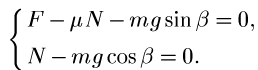 F − μN − mg sin β = 0,
N − mg cos β = 0.